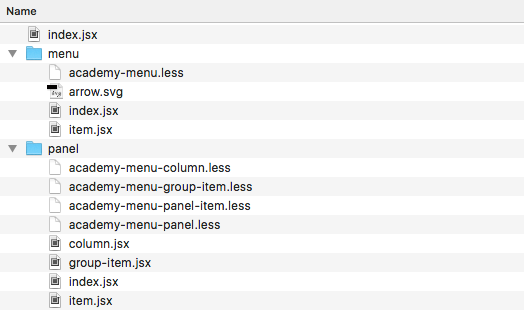 Name
index.jsx
menu
academy-menu.less
arrow.svg
index.jsx
item.jsx
panel
academy-menu-column.less
academy-menu-group-item.less
academy-menu-panel-item.less
academy-menu-panel.less
column.jsx
group-item.jsx
index.jsx
item.jsx